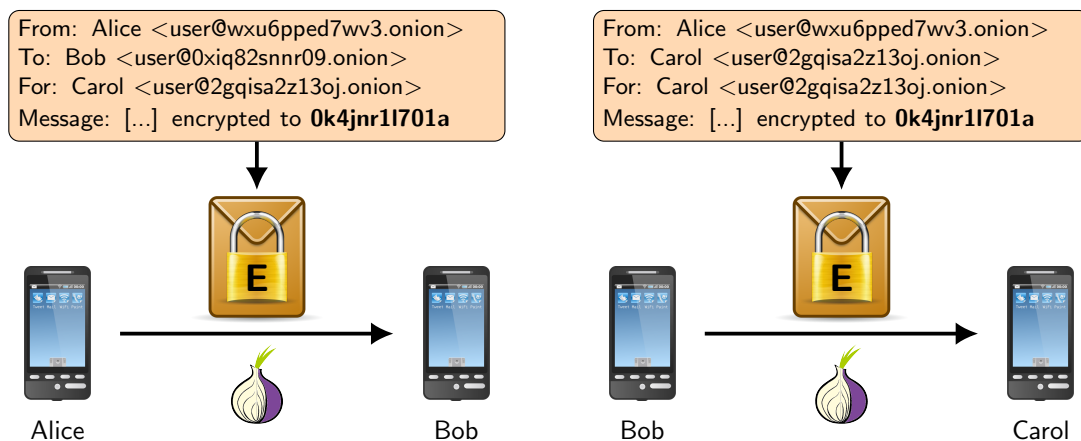 From: Alice <user@wxu6pped7wv3.onion>
To: Bob <user@0xiq82snnr09.onion>
For: Carol <user@2gqisa2z13oj.onion>
Message: [...] encrypted to 0k4jnr1l701a
E
Alice
Bob
From: Alice <user@wxu6pped7wv3.onion>
To: Carol <user@2gqisa2z13oj.onion>
For: Carol <user@2gqisa2z13oj.onion>
Message: [...] encrypted to 0k4jnr1l701a
E
Bob
Carol